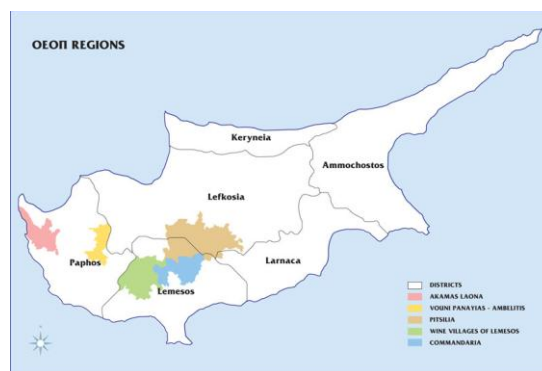 ΟΕΟΠ REGIONS
Keryneia
Ammochostos
Lefkosia
Paphos
Larnaca
Lemesos
DISTRICTS
AKAMAS LAONA
VOUNI PANAYIAS - AMBELITIS
PITSILIA
WINE VILLAGES OF LEMESOS
COMMANDARIA